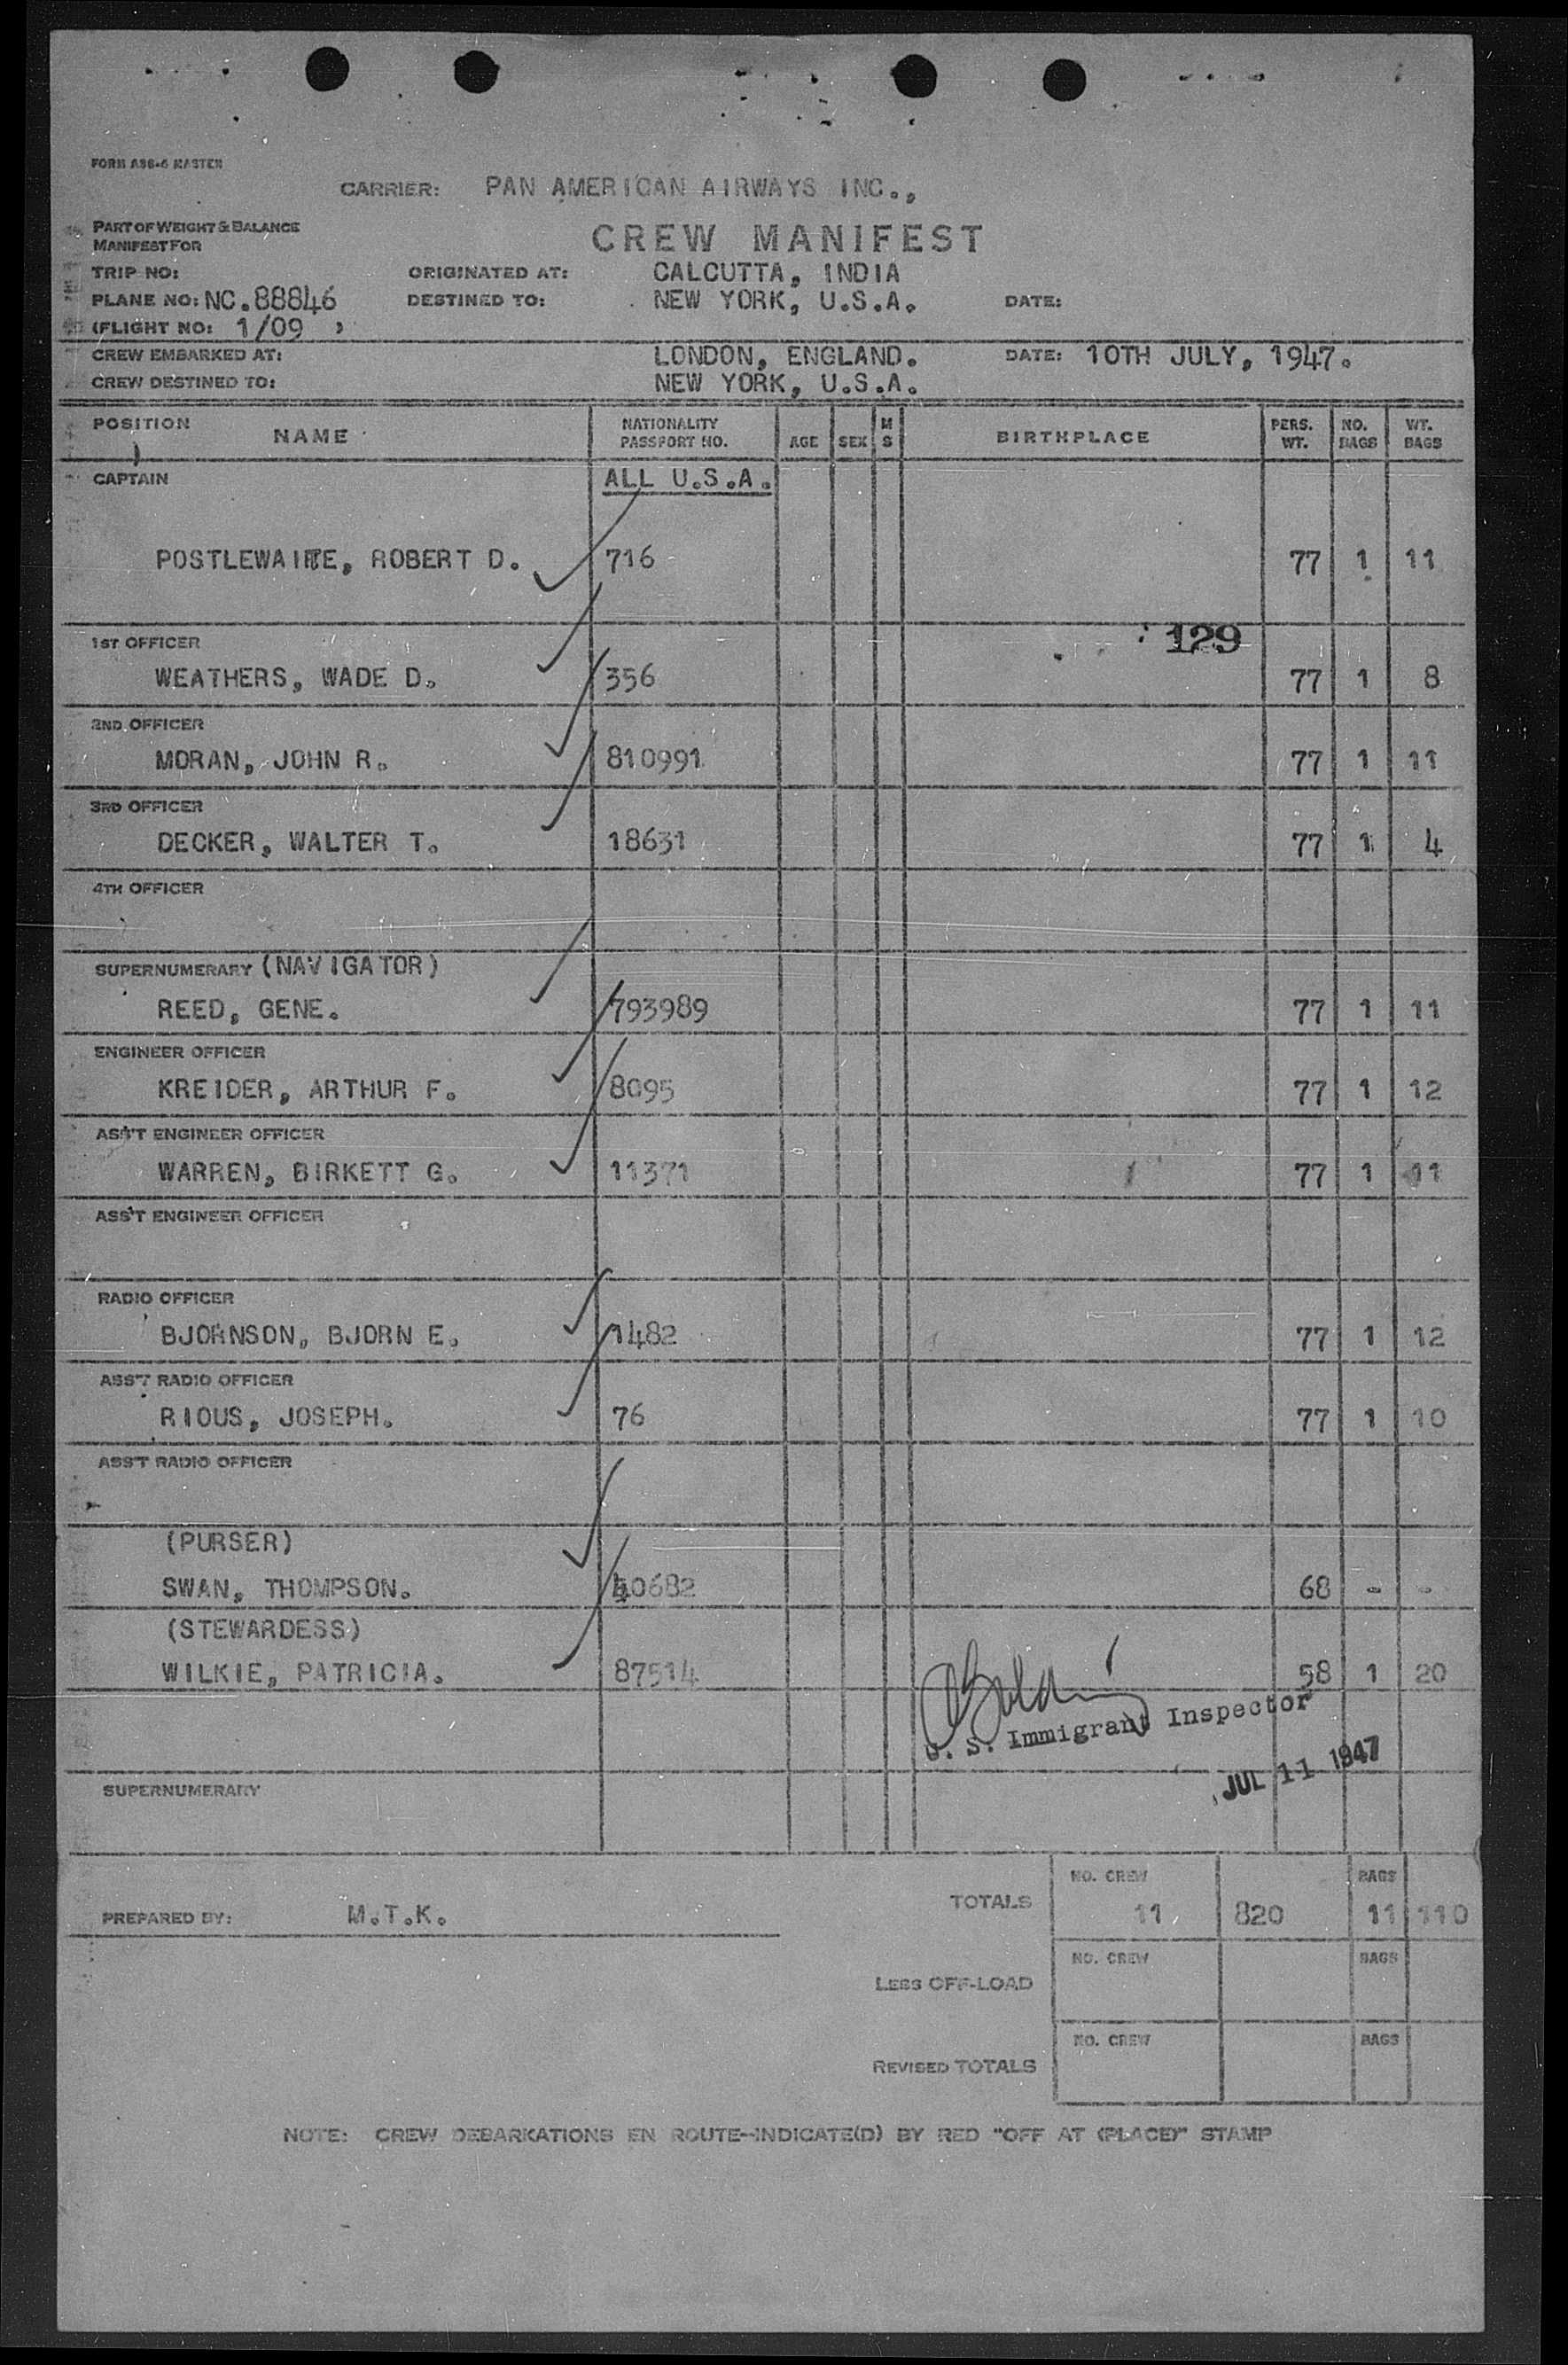 FORM A86-6 MASTER
CARRIER: PAN AMERICAN AIRWAYS INC.,
PART OF WEIGHT & BALANCE
MANIFEST FOR
CREW MANIFEST
TRIP NO: ORIGINATED AT: CALCUTTA, INDIA
PLANE NO: NC.88846 DESTINED TO: NEW YORK, U.S.A. DATE:
(FLIGHT NO: 1/09 )
CREW EMBARKED AT: LONDON, ENGLAND. DATE: 10TH JULY, 1947.
CREW DESTINED TO: NEW YORK, U.S.A.
POSITION NAME NATIONALITY PASSPORT NO. AGE SEX M S BIRTHPLACE PERS. WT. NO. BAGS WT. BAGS
CAPTAIN ALL U.S.A.
POSTLEWAITE, ROBERT D. 716 77 1 11
1ST OFFICER 129
WEATHERS, WADE D. 356 77 1 8
2ND OFFICER
MORAN, JOHN R. 810991 77 1 11
3RD OFFICER
DECKER, WALTER T. 18631 77 1 4
4TH OFFICER
SUPERNUMERARY (NAVIGATOR)
REED, GENE. 793989 77 1 11
ENGINEER OFFICER
KREIDER, ARTHUR F. 8095 77 1 12
ASS'T ENGINEER OFFICER
WARREN, BIRKETT G. 11371 77 1 11
ASS'T ENGINEER OFFICER
RADIO OFFICER
BJORNSON, BJORN E. 1482 77 1 12
ASS'T RADIO OFFICER
RIOUS, JOSEPH. 76 77 1 10
ASS'T RADIO OFFICER
(PURSER)
SWAN, THOMPSON. 40682 68 - -
(STEWARDESS)
WILKIE, PATRICIA. 87514 58 1 20
U. S. Immigrant Inspector
JUL 11 1947
SUPERNUMERARY
NO. CREW BAGS
PREPARED BY: M.T.K. TOTALS 11 820 11 110
NO. CREW BAGS
LESS OFF-LOAD
NO. CREW BAGS
REVISED TOTALS
NOTE: CREW DEBARKATIONS EN ROUTE-INDICATE(D) BY RED "OFF AT (PLACE)" STAMP